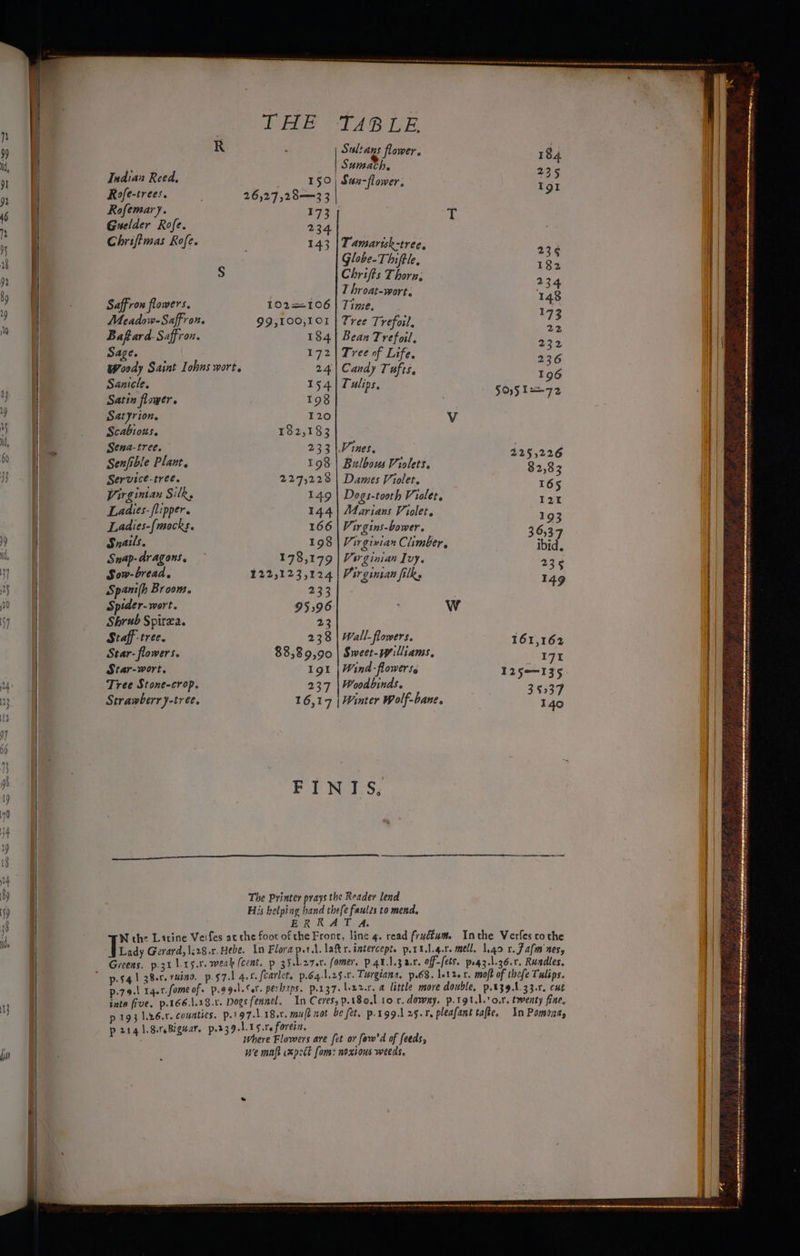 THE TABLE.
R
Indian Reed. 150
Rose-trees. 26,27,28—33
Rosemary. 173
Guelder Rose. 234
Christmas Rose. 143
S
Saffron flowers. 102—106
Meadow-Saffron. 99,100,101
Bastard-Saffron. 184
Sage. 172
Woody Saint Iohns wort. 24
Sanicle. 154
Satin flower. 198
Satyrion. 120
Scabious. 182,183
Sena-tree. 233
Sensible Plant. 198
Service-tree. 227,228
Virginian Silk. 149
Ladies-slipper. 144
Ladies-smocks. 166
Snails. 198
Snap-dragons. 178,179
Sow-bread. 122,123,124
Spanish Broom. 233
Spider-wort. 95,96
Shrub Spiræa. 23
Staff-tree. 238
Star-flowers. 88,89,90
Star-wort. 191
Tree Stone-crop. 237
Strawberry-tree. 16,17
Sultans flower. 184
Sumach. 235
Sun-flower. 191
T
Tamarisk-tree. 236
Globe-Thistle. 182
Christs Thorn. 234
Throat-wort. 148
Time. 173
Tree Trefoil. 22
Bean Trefoil. 232
Tree of Life. 236
Candy Tufts. 196
Tulips. 50,51—72
V
Vines. 225,226
Bulbous Violets. 82,83
Dames Violet. 165
Dogs-tooth Violet. 121
Marians Violet. 193
Virgins-bower. 36,37
Virginian Climber. ibid.
Virginian Ivy. 235
Virginian silk. 149
W
Wall-flowers. 161,162
Sweet-Williams. 171
Wind-flowers. 125—135
Woodbinds. 35,37
Winter Wolf-bane. 140
FINIS.
The Printer prays the Reader lend
His helping hand these faults to mend.
ERRATA.
IN the Latine Verses at the foot of the Front, line 4. read fructum. In the Verses to the
Lady Gerard, l.28.r. Hebe. In Flora p.1.l. last r. intercept. p.11.l.4.r. mell. l.40 r. Jasmines,
Greens. p.31 l.15.r. weak scent. p 35.l.27.r. somer. p.41.l.3 2.r. off-sets. p.43.l.36.r. Rundles.
p.54 l 38.r. ruino. p.57.l 4.r. scarlet. p.64.l.25.r. Turgiana. p.68. l.12. r. most of these Tulips.
p.79.l 14.r. some of. p.99.l.5.r. perhaps. p.137. l.22.r. a little more double. p.139.l 33.r. cut
into five. p.166.l.28.r. Dogs fennel. In Ceres, p.180.l 10 r. downy. p.191.l.10.r. twenty fine.
p 193 l.26.r. counties. p.197.l 18.r. must not be set. p.199.l 25.r. pleasant taste. In Pomona,
p 214 l.8.r. Biguar. p.239.l.15.r. forein.
Where Flowers are set or sow'd of seeds,
We must expect some noxious weeds.